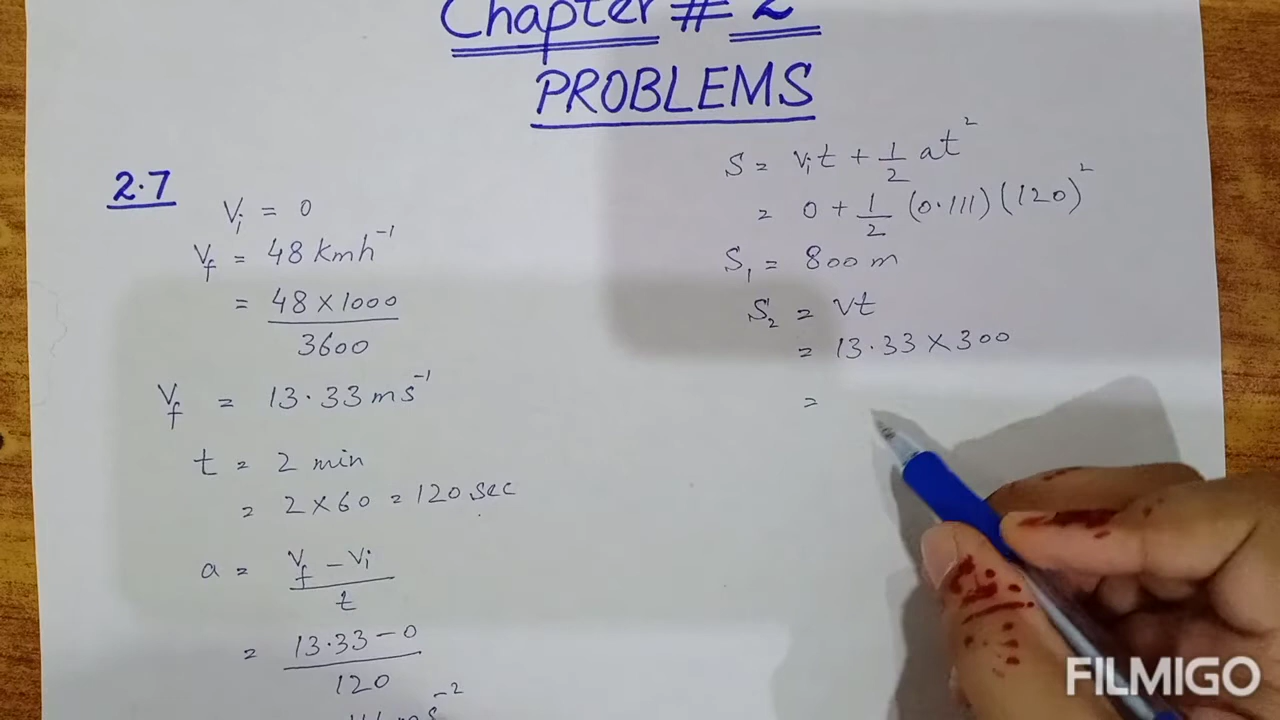 Chapter # 2
PROBLEMS
2.7
Vi = 0
Vf = 48 Kmh⁻¹
= 48 × 1000
3600
Vf = 13.33 ms⁻¹
t = 2 min
= 2 × 60 = 120 sec
a = Vf − Vi
t
= 13.33 − 0
120
ms⁻²
S = Vit + 1/2 at²
= 0 + 1/2 (0.111) (120)²
S₁ = 800 m
S₂ = Vt
= 13.33 × 300
=
FILMIGO